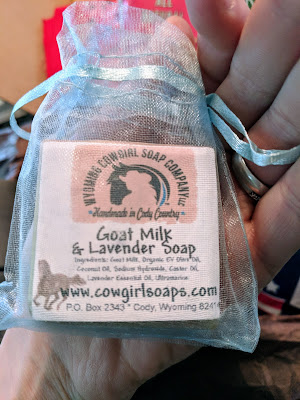 WYOMING COWGIRL SOAP COMPANY LLC
~Handmade in Cody Country~
Goat Milk
& Lavender Soap
Ingredients: Goat Milk, Organic EV Olive Oil,
Coconut Oil, Sodium Hydroxide, Castor Oil,
Lavender Essential Oil, Ultramarine
www.cowgirlsoaps.com
P.O. Box 2343 * Cody, Wyoming 82414